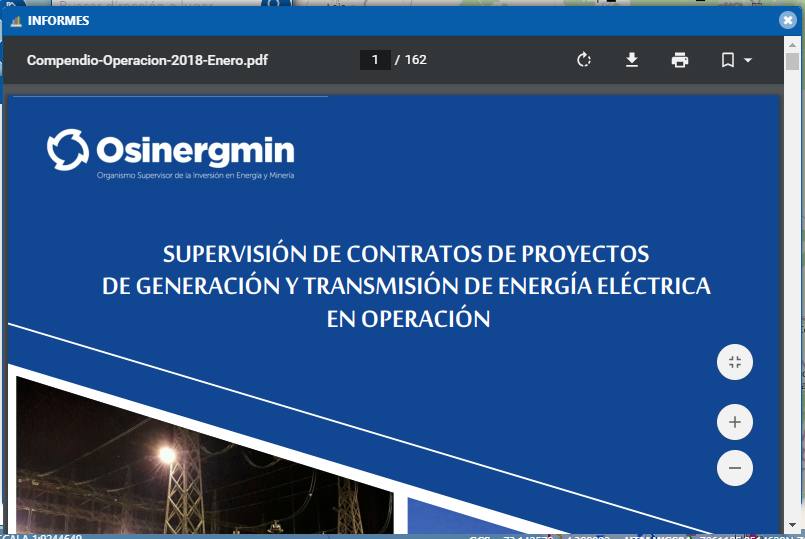 INFORMES
Compendio-Operacion-2018-Enero.pdf
1 / 162
Osinergmin
Organismo Supervisor de la Inversión en Energía y Minería
SUPERVISIÓN DE CONTRATOS DE PROYECTOS
DE GENERACIÓN Y TRANSMISIÓN DE ENERGÍA ELÉCTRICA
EN OPERACIÓN